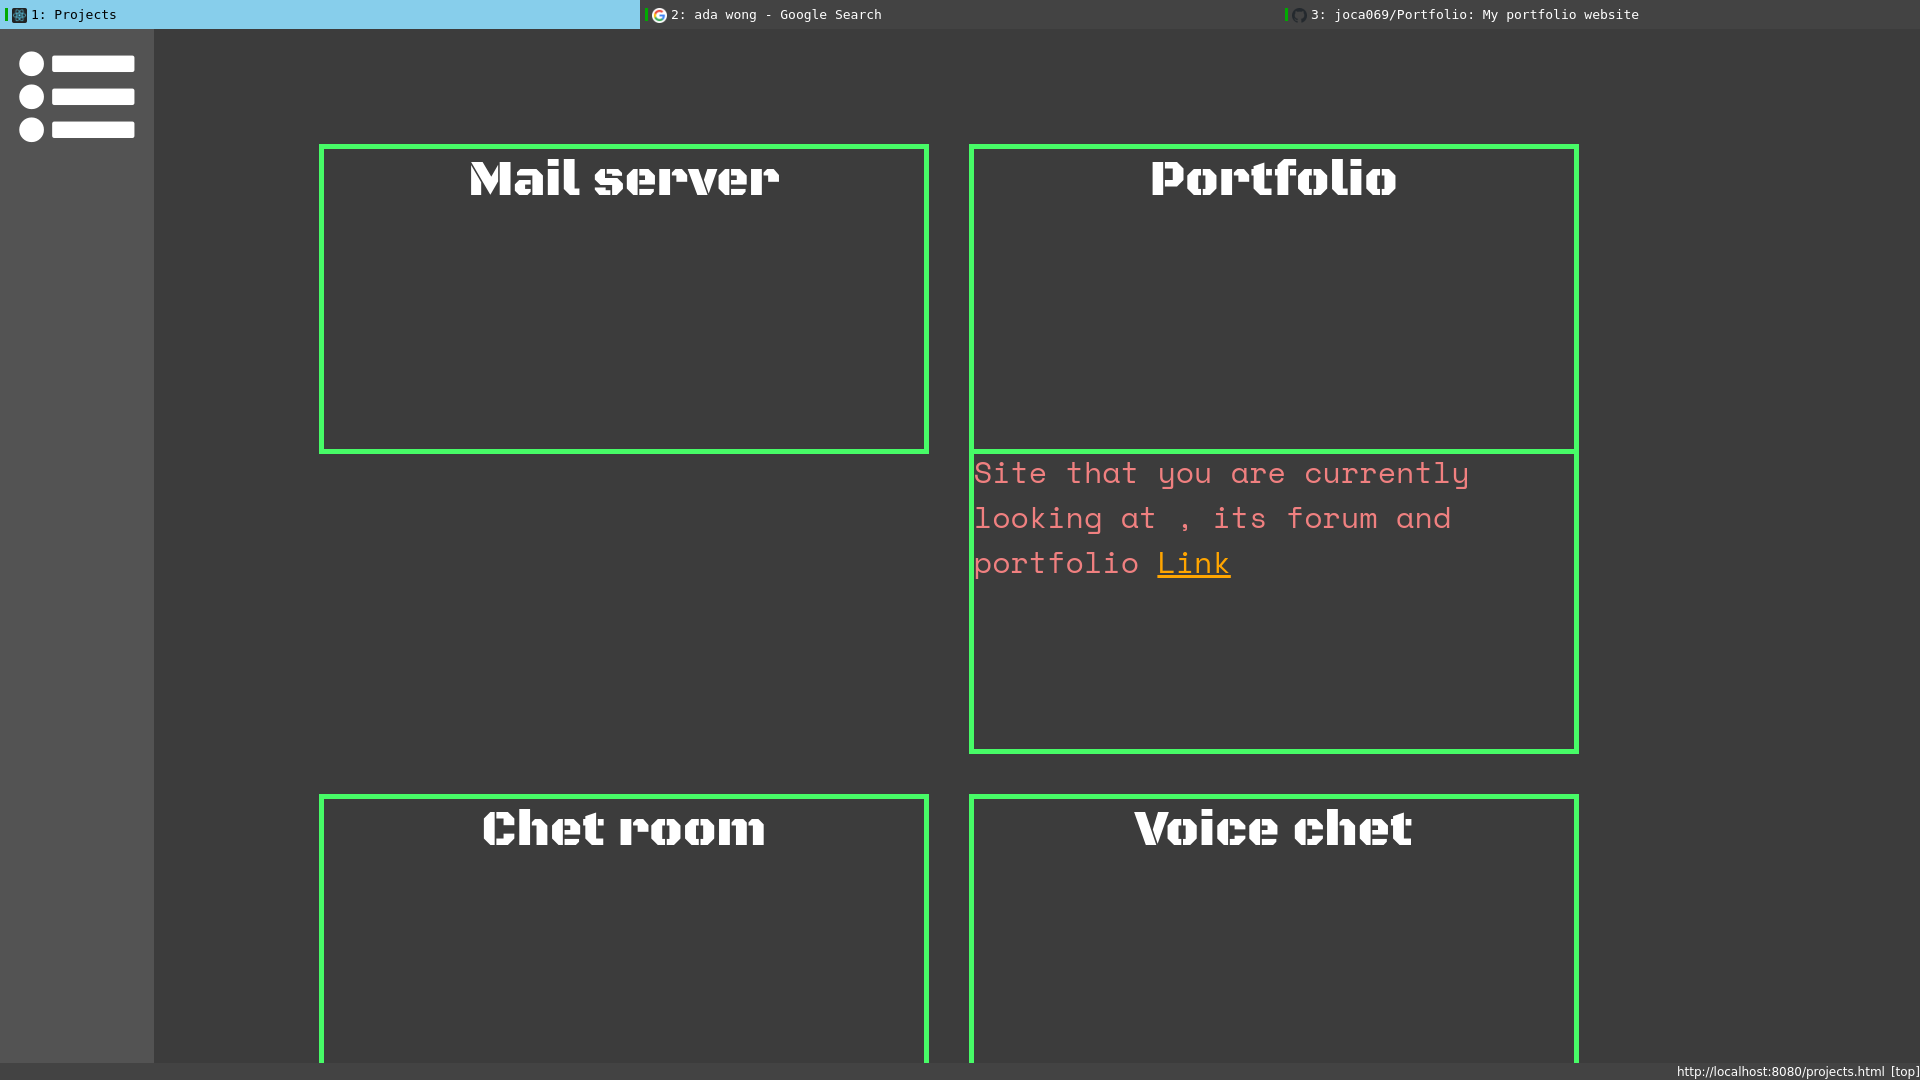 1: Projects
2: ada wong - Google Search
3: joca069/Portfolio: My portfolio website
Mail server
Portfolio
Site that you are currently
looking at , its forum and
portfolio Link
Chet room
Voice chet
http://localhost:8080/projects.html [top]